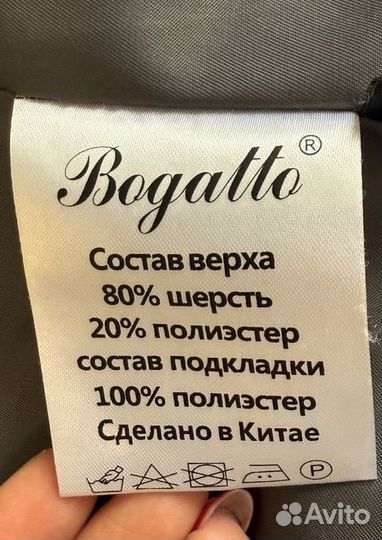 Bogatto ®
Состав верха
80% шерсть
20% полиэстер
состав подкладки
100% полиэстер
Сделано в Китае
P
Avito